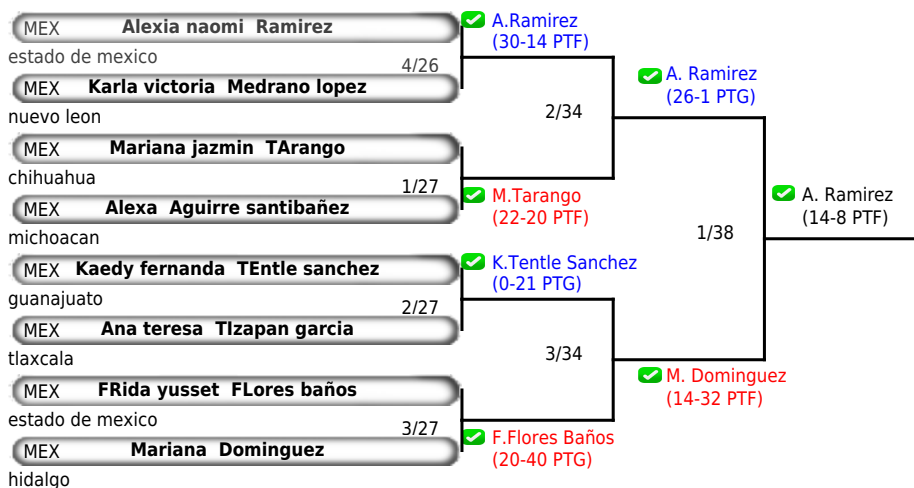 MEX Alexia naomi Ramirez
estado de mexico
4/26
MEX Karla victoria Medrano lopez
nuevo leon
MEX Mariana jazmin TArango
chihuahua
1/27
MEX Alexa Aguirre santibañez
michoacan
MEX Kaedy fernanda TEntle sanchez
guanajuato
2/27
MEX Ana teresa TIzapan garcia
tlaxcala
MEX FRida yusset FLores baños
estado de mexico
3/27
MEX Mariana Dominguez
hidalgo
A.Ramirez
(30-14 PTF)
2/34
M.Tarango
(22-20 PTF)
K.Tentle Sanchez
(0-21 PTG)
3/34
F.Flores Baños
(20-40 PTG)
A. Ramirez
(26-1 PTG)
1/38
M. Dominguez
(14-32 PTF)
A. Ramirez
(14-8 PTF)